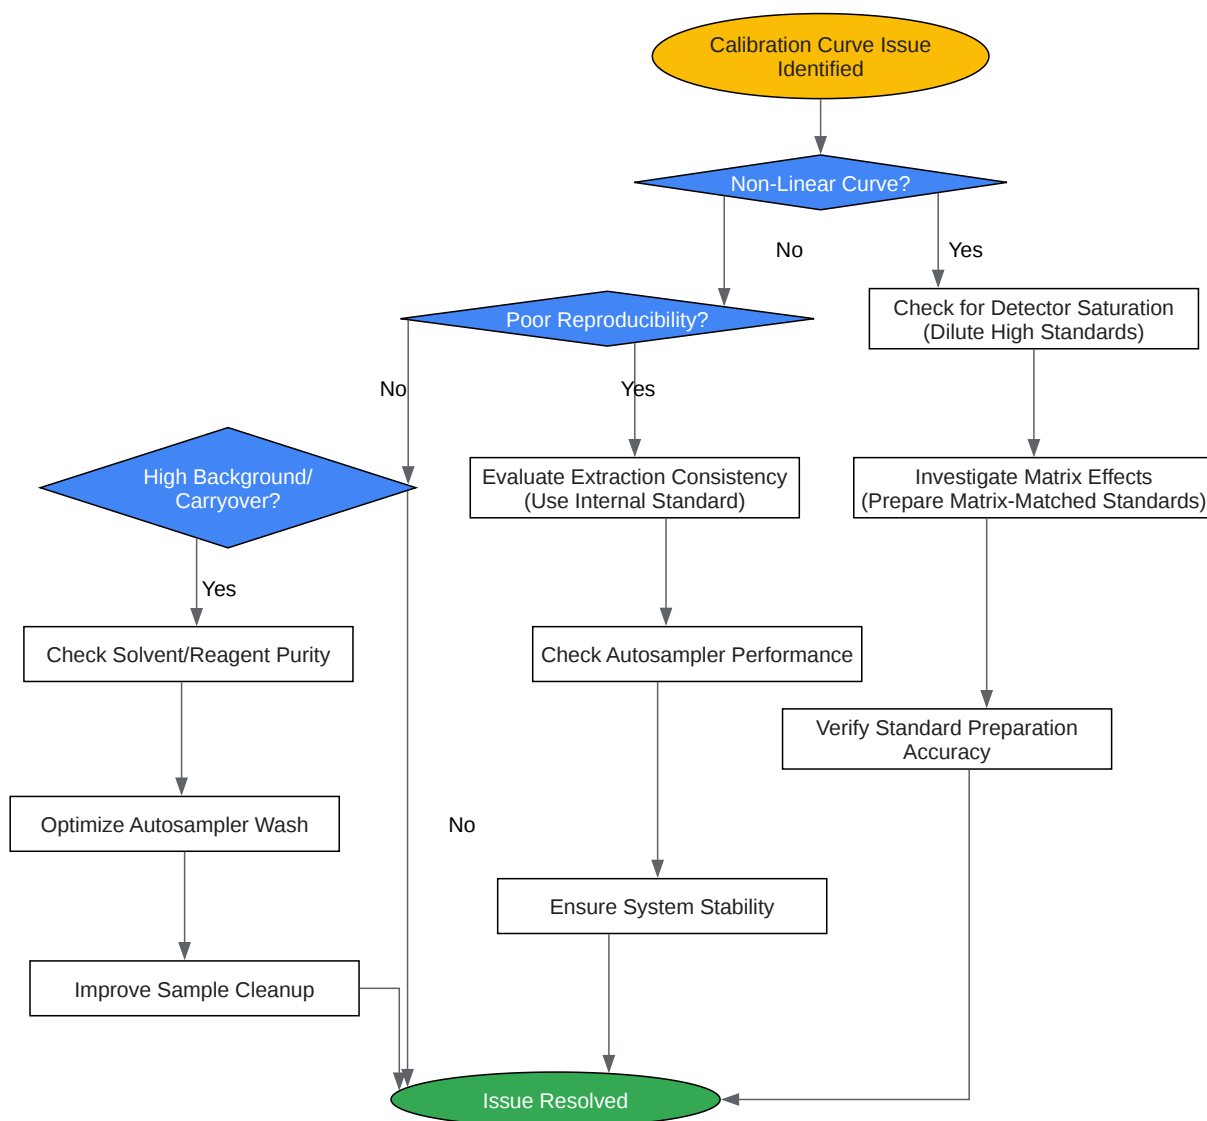 Calibration Curve Issue
Identified
Non-Linear Curve?
No
Yes
Poor Reproducibility?
Check for Detector Saturation
(Dilute High Standards)
No
Yes
High Background/
Carryover?
Evaluate Extraction Consistency
(Use Internal Standard)
Investigate Matrix Effects
(Prepare Matrix-Matched Standards)
Yes
Check Solvent/Reagent Purity
Check Autosampler Performance
Verify Standard Preparation
Accuracy
Optimize Autosampler Wash
No
Ensure System Stability
Improve Sample Cleanup
Issue Resolved